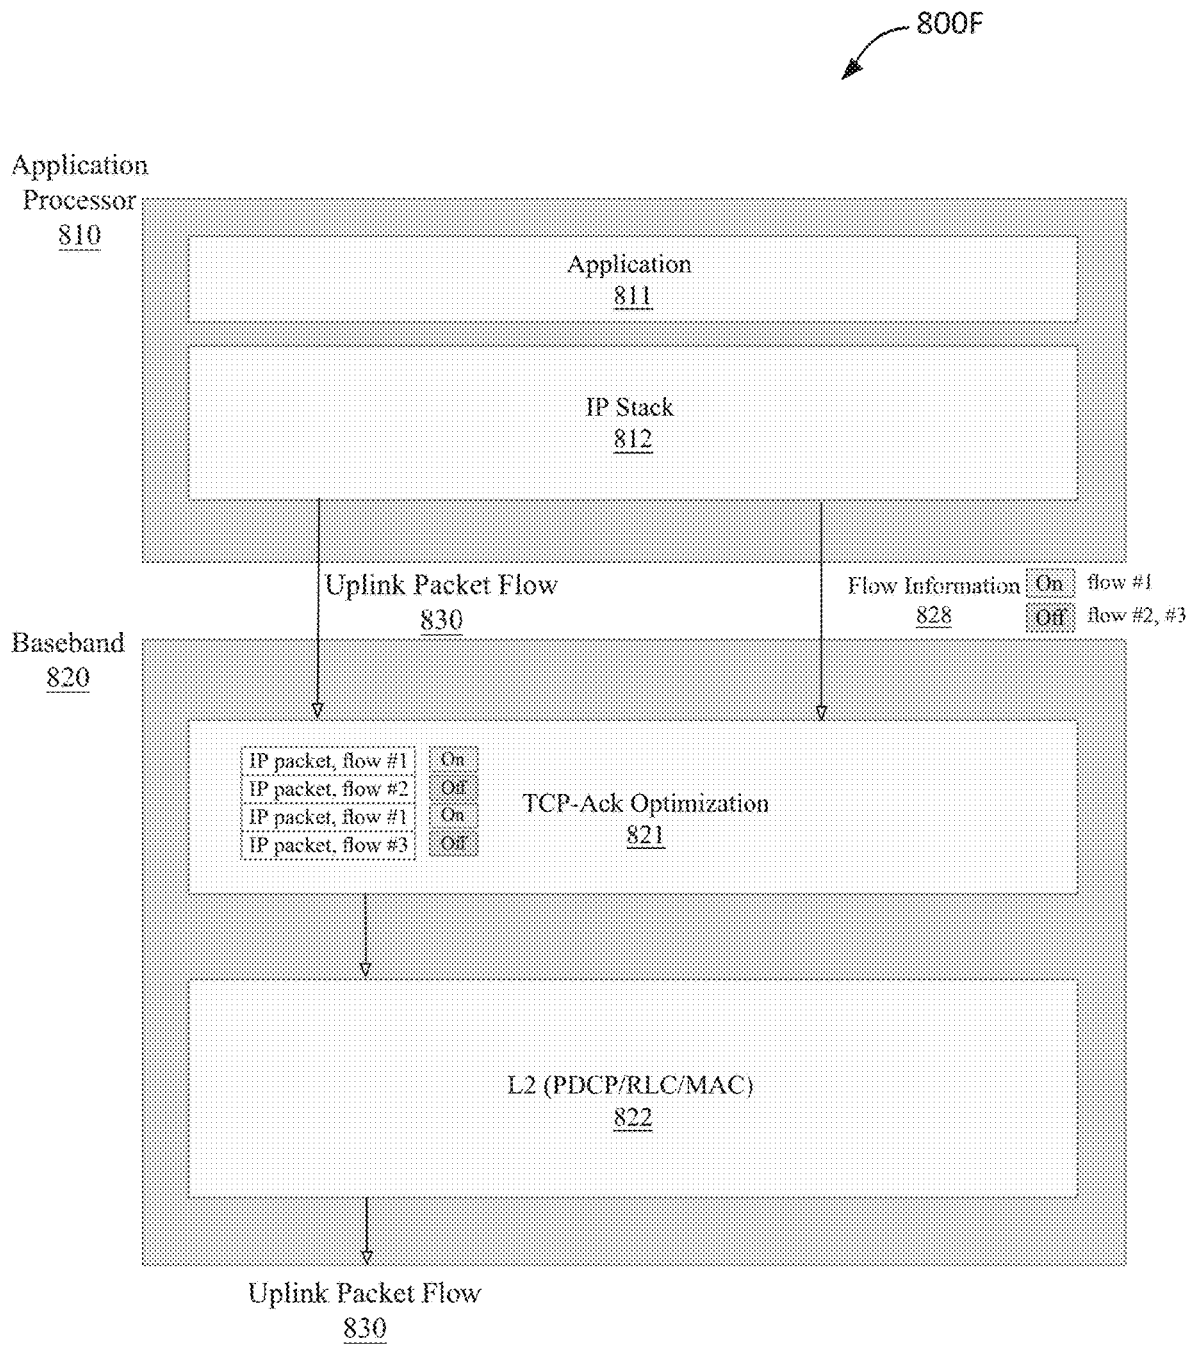 800F
Application
Processor
810
Application
811
IP Stack
812
Uplink Packet Flow
830
Flow Information
828
On flow #1
Off flow #2, #3
Baseband
820
IP packet, flow #1 On
IP packet, flow #2 Off
IP packet, flow #1 On
IP packet, flow #3 Off
TCP-Ack Optimization
821
L2 (PDCP/RLC/MAC)
822
Uplink Packet Flow
830